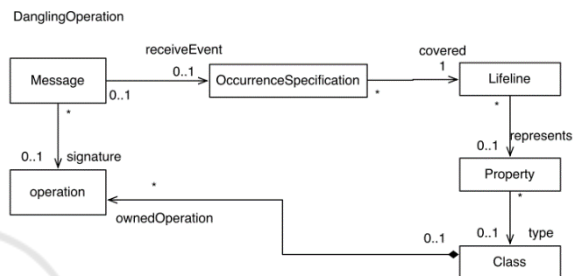 DanglingOperation
receiveEvent
covered
Message
0..1
0..1
OccurrenceSpecification
*
1
Lifeline
*
*
0..1
signature
0..1
represents
operation
Property
*
ownedOperation
*
0..1
0..1
type
Class